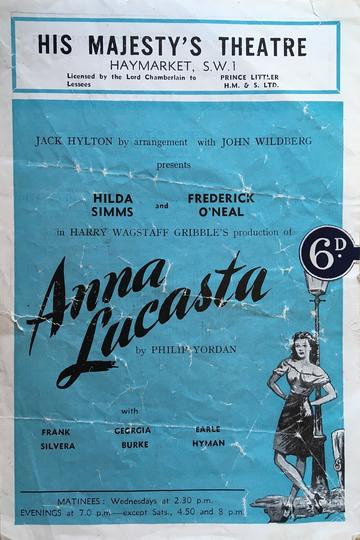 HIS MAJESTY'S THEATRE
HAYMARKET, S.W.1
Licensed by the Lord Chamberlain to PRINCE LITTLER
Lessees H.M. & S. LTD.
JACK HYLTON by arrangement with JOHN WILDBERG
presents
HILDA SIMMS and FREDERICK O'NEAL
in HARRY WAGSTAFF GRIBBLE'S production of
6D.
Anna
Lucasta
by PHILIP YORDAN
with
FRANK GEORGIA EARLE
SILVERA BURKE HYMAN
MATINEES: Wednesdays at 2.30 p.m.
EVENINGS at 7.0 p.m.—except Sats., 4.50 and 8 p.m.